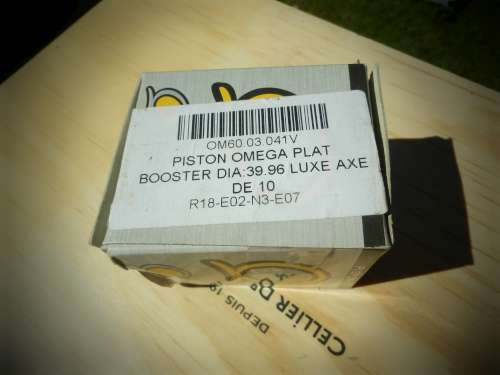 OM60.03.041V
PISTON OMEGA PLAT
BOOSTER DIA:39.96 LUXE AXE
DE 10
R18-E02-N3-E07
CELLIER D
DEPUIS 19